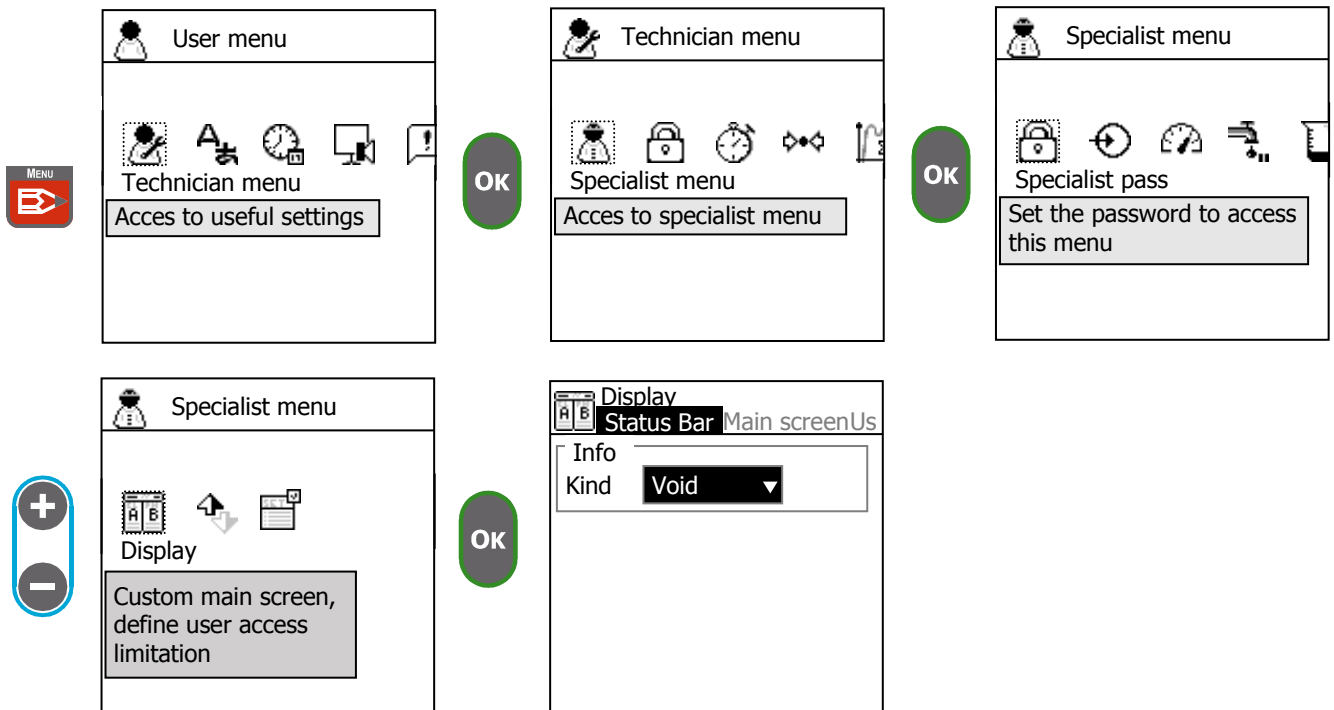 User menu
Technician menu
Acces to useful settings
MENU
OK
Technician menu
Specialist menu
Acces to specialist menu
OK
Specialist menu
Specialist pass
Set the password to access
this menu
Specialist menu
A B
Display
Custom main screen,
define user access
limitation
OK
A B
Display
Status Bar Main screenUs
Info
Kind Void